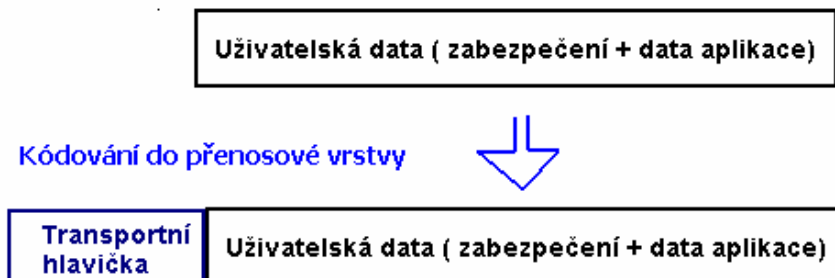 Uživatelská data ( zabezpečení + data aplikace)
Kódování do přenosové vrstvy
Transportní
hlavička
Uživatelská data ( zabezpečení + data aplikace)